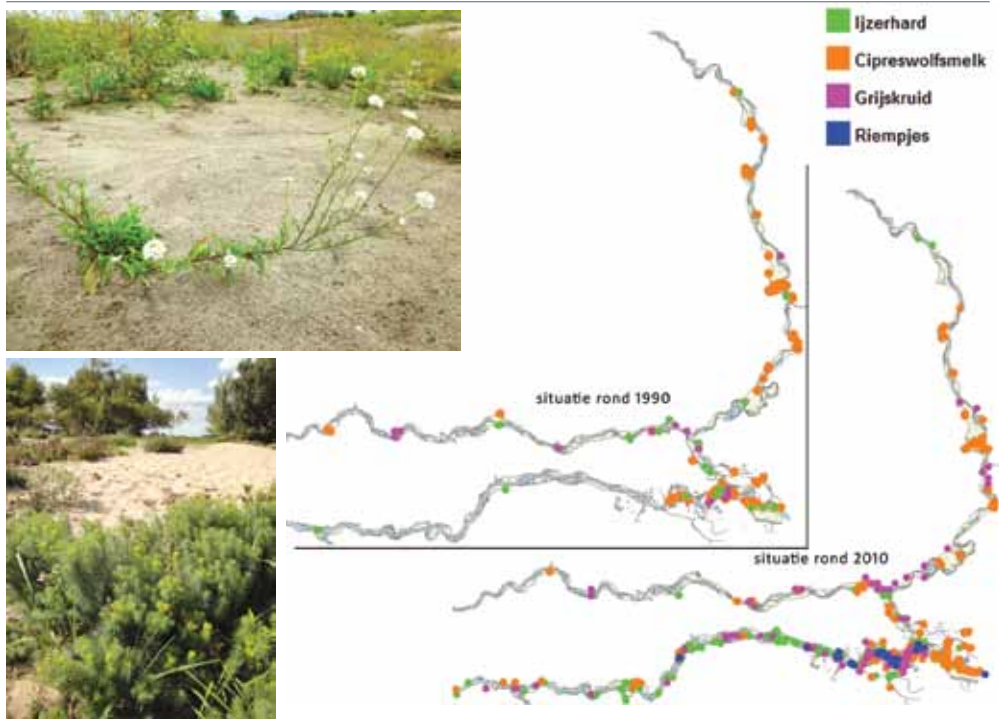 Ijzerhard
Cipreswolfsmelk
Grijskruid
Riempjes
situatie rond 1990
situatie rond 2010